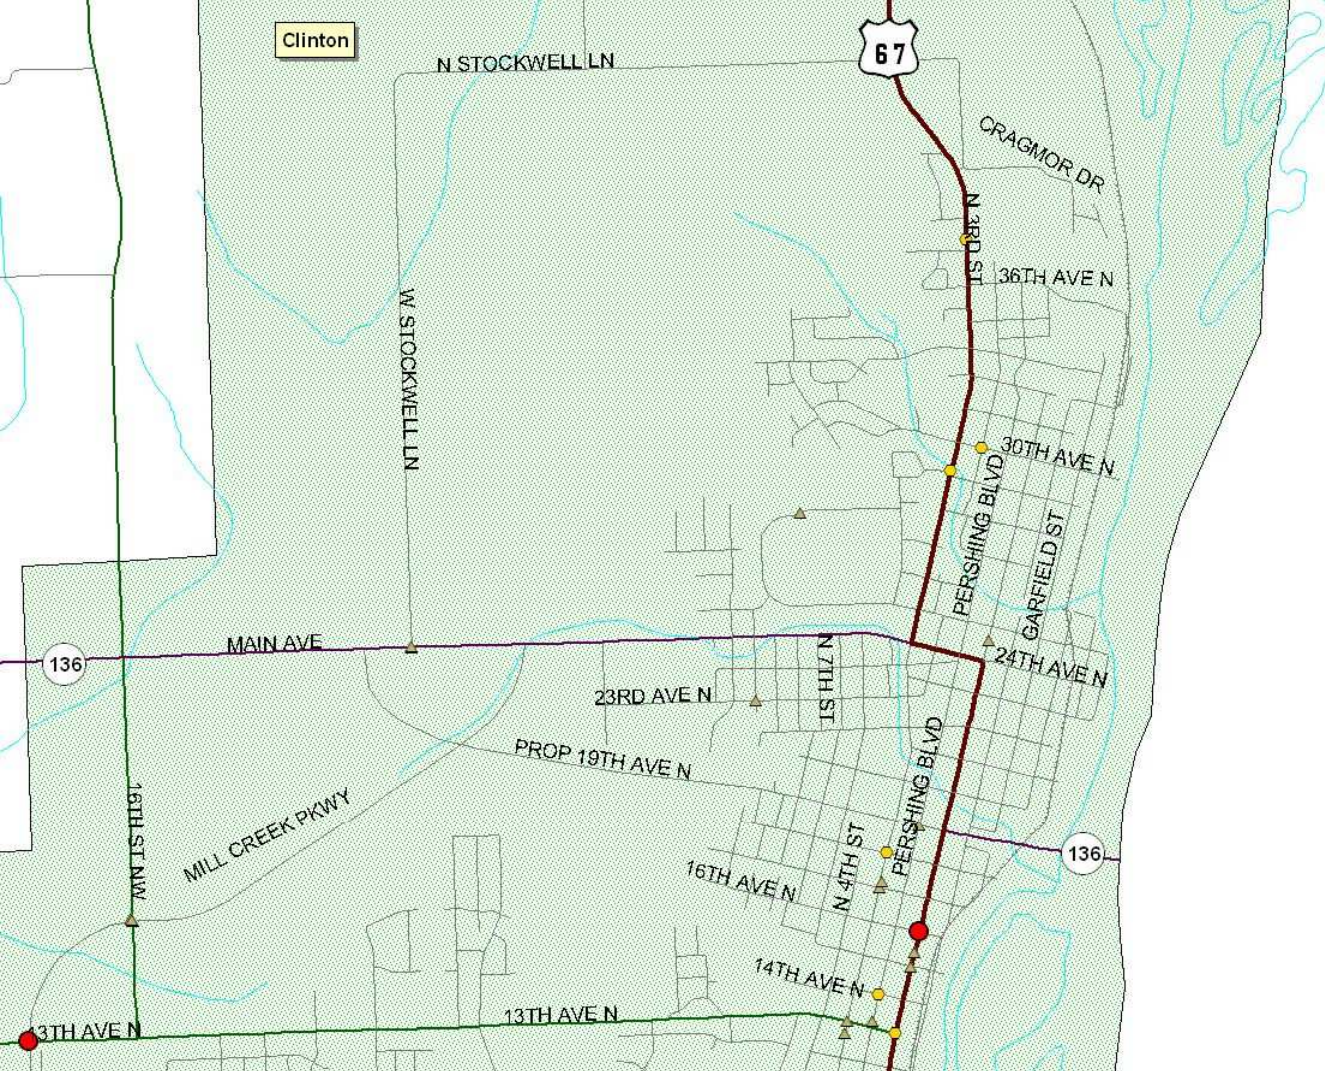 Clinton
N STOCKWELL LN
67
CRAGMOR DR
N 3RD ST
36TH AVE N
W STOCKWELL LN
30TH AVE N
PERSHING BLVD
GARFIELD ST
MAIN AVE
136
N 7TH ST
24TH AVE N
23RD AVE N
PROP 19TH AVE N
PERSHING BLVD
16TH ST NW
MILL CREEK PKWY
N 4TH ST
136
16TH AVE N
14TH AVE N
13TH AVE N
13TH AVE N